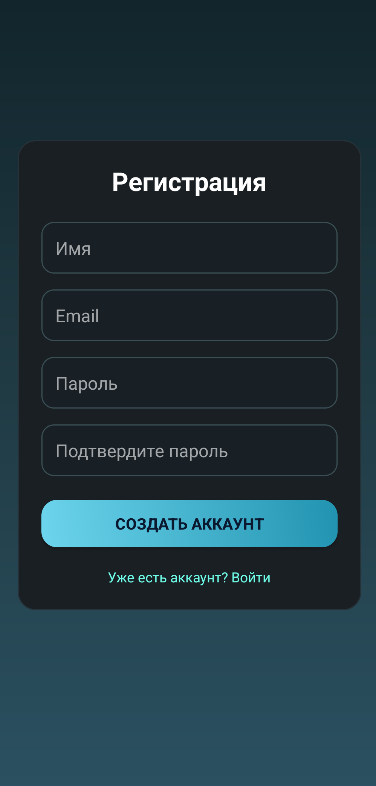 Регистрация
Имя
Email
Пароль
Подтвердите пароль
СОЗДАТЬ АККАУНТ
Уже есть аккаунт? Войти